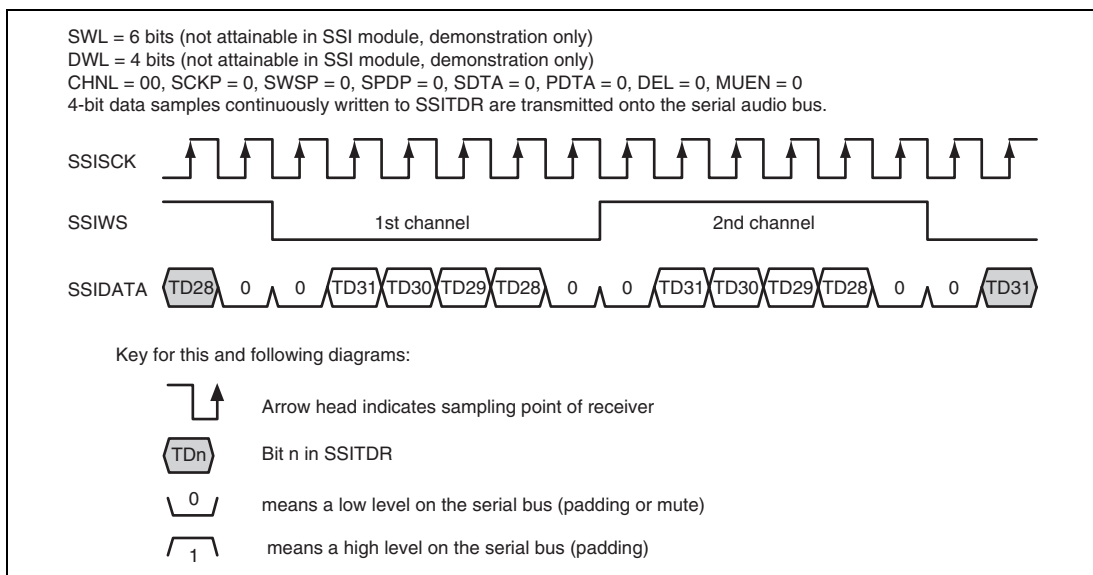 SWL = 6 bits (not attainable in SSI module, demonstration only)
DWL = 4 bits (not attainable in SSI module, demonstration only)
CHNL = 00, SCKP = 0, SWSP = 0, SPDP = 0, SDTA = 0, PDTA = 0, DEL = 0, MUEN = 0
4-bit data samples continuously written to SSITDR are transmitted onto the serial audio bus.
SSISCK
SSIWS 1st channel 2nd channel
SSIDATA TD28 0 0 TD31 TD30 TD29 TD28 0 0 TD31 TD30 TD29 TD28 0 0 TD31
Key for this and following diagrams:
Arrow head indicates sampling point of receiver
TDn Bit n in SSITDR
0 means a low level on the serial bus (padding or mute)
1 means a high level on the serial bus (padding)